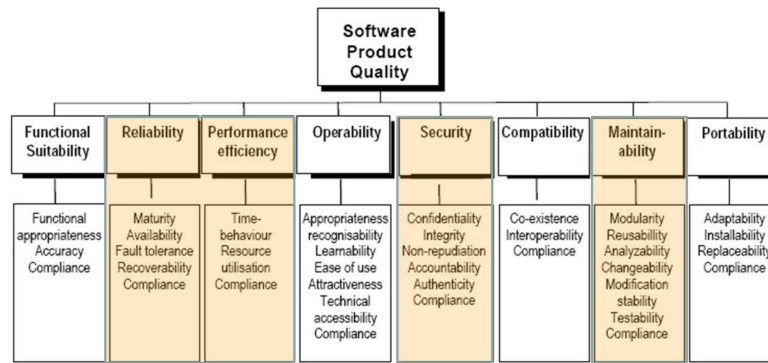 Software
Product
Quality
Functional
Suitability
Reliability
Performance
efficiency
Operability
Security
Compatibility
Maintain-
ability
Portability
Functional
appropriateness
Accuracy
Compliance
Maturity
Availability
Fault tolerance
Recoverability
Compliance
Time-
behaviour
Resource
utilisation
Compliance
Appropriateness
recognisability
Learnability
Ease of use
Attractiveness
Technical
accessibility
Compliance
Confidentiality
Integrity
Non-repudiation
Accountability
Authenticity
Compliance
Co-existence
Interoperability
Compliance
Modularity
Reusability
Analyzability
Changeability
Modification
stability
Testability
Compliance
Adaptability
Installability
Replaceability
Compliance